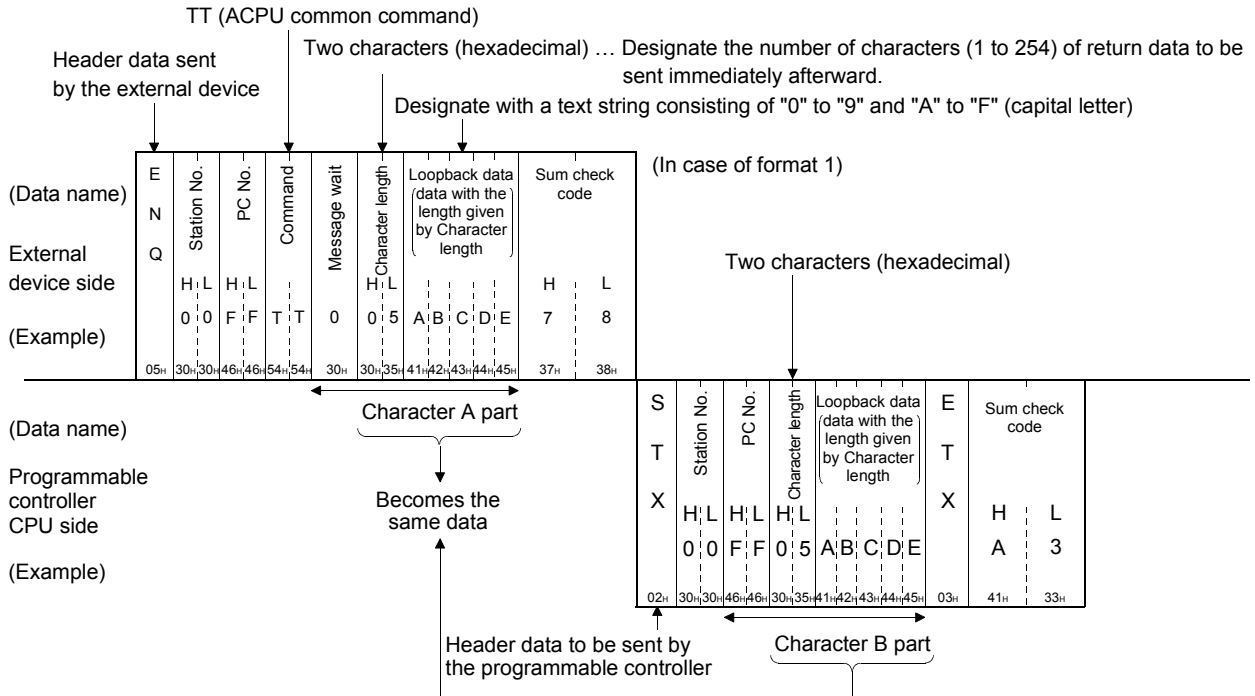 TT (ACPU common command)
Header data sent
by the external device
Two characters (hexadecimal) … Designate the number of characters (1 to 254) of return data to be
sent immediately afterward.
Designate with a text string consisting of "0" to "9" and "A" to "F" (capital letter)
(In case of format 1)
(Data name)
External
device side
(Example)
E
N
Q
Station No.
PC No.
Command
Message wait
Character length
Loopback data
(data with the
length given
by Character
length)
Sum check
code
H L H L H L H L
0 0 F F T T 0 0 5 A B C D E 7 8
05H 30H 30H 46H 46H 54H 54H 30H 30H 35H 41H 42H 43H 44H 45H 37H 38H
Two characters (hexadecimal)
Character A part
Becomes the
same data
(Data name)
Programmable
controller
CPU side
(Example)
S
T
X
Station No.
PC No.
Character length
Loopback data
(data with the
length given
by Character
length)
E
T
X
Sum check
code
H L H L H L H L
0 0 F F 0 5 A B C D E A 3
02H 30H 30H 46H 46H 30H 35H 41H 42H 43H 44H 45H 03H 41H 33H
Header data to be sent by
the programmable controller
Character B part